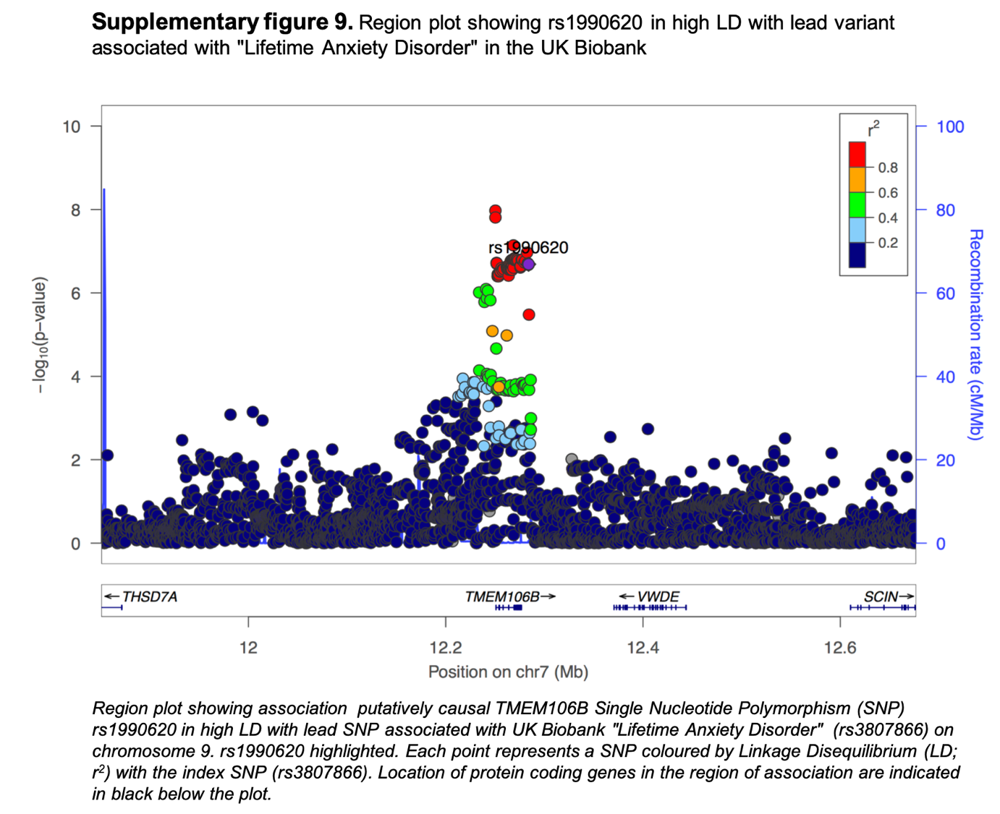 Supplementary figure 9. Region plot showing rs1990620 in high LD with lead variant
associated with "Lifetime Anxiety Disorder" in the UK Biobank
10
8
6
4
2
0
−log10(p−value)
rs1990620
r2
0.8
0.6
0.4
0.2
100
80
60
40
20
0
Recombination rate (cM/Mb)
←THSD7A
TMEM106B→
←VWDE
SCIN→
12
12.2
12.4
12.6
Position on chr7 (Mb)
Region plot showing association putatively causal TMEM106B Single Nucleotide Polymorphism (SNP)
rs1990620 in high LD with lead SNP associated with UK Biobank "Lifetime Anxiety Disorder" (rs3807866) on
chromosome 9. rs1990620 highlighted. Each point represents a SNP coloured by Linkage Disequilibrium (LD;
r2) with the index SNP (rs3807866). Location of protein coding genes in the region of association are indicated
in black below the plot.